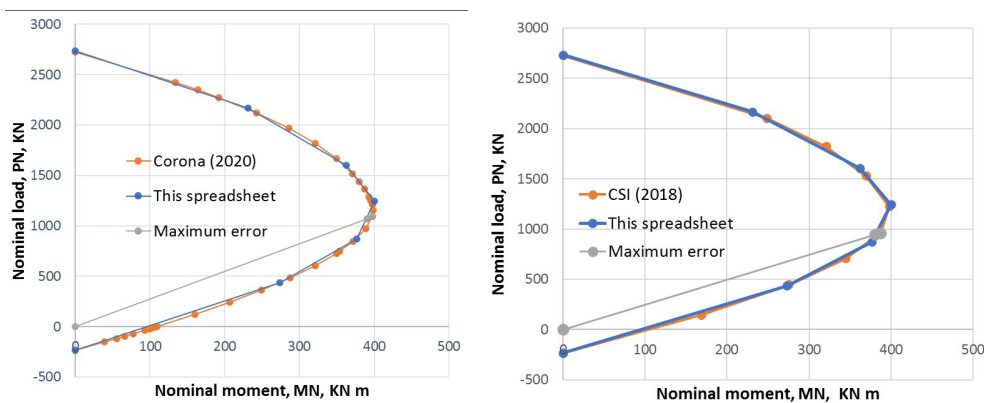 3000
2500
2000
1500
1000
500
0
-500
0
100
200
300
400
500
Nominal load, PN, KN
Nominal moment, MN, KN m
Corona (2020)
This spreadsheet
Maximum error
3000
2500
2000
1500
1000
500
0
-500
0
100
200
300
400
500
Nominal load, PN, KN
Nominal moment, MN, KN m
CSI (2018)
This spreadsheet
Maximum error